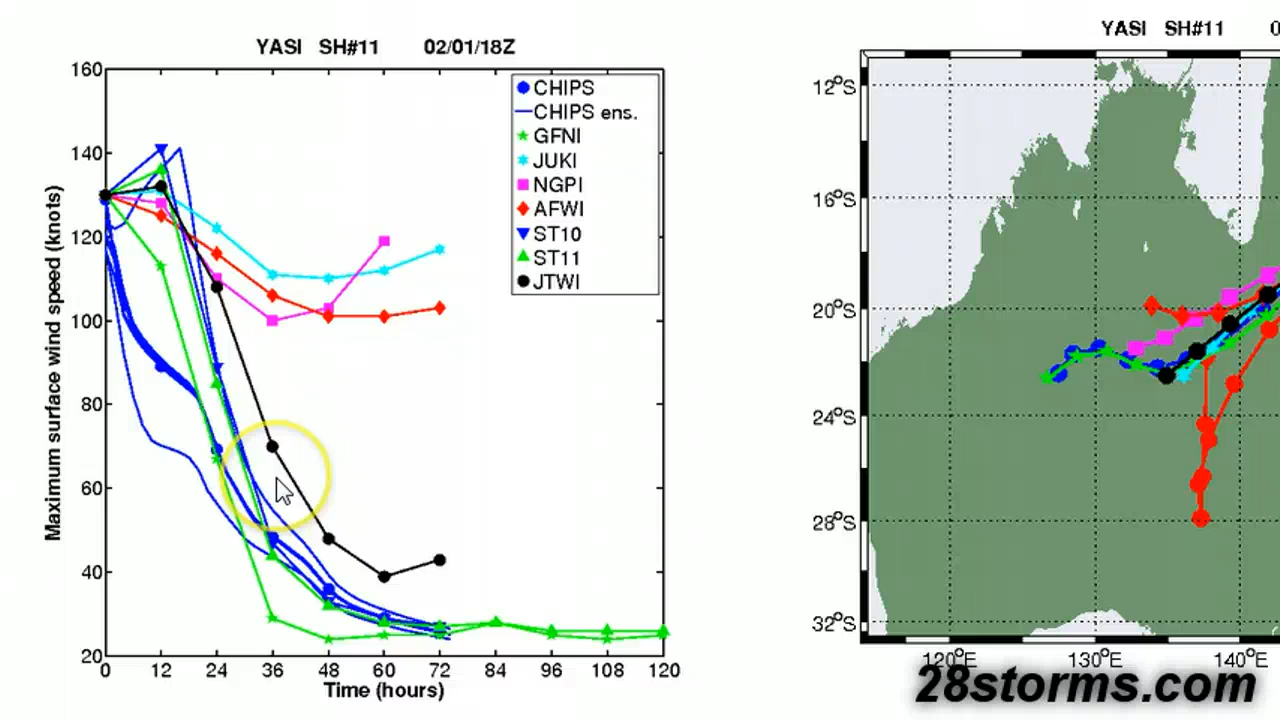 YASI SH#11 02/01/18Z
160
140
120
100
80
60
40
20
Maximum surface wind speed (knots)
CHIPS
CHIPS ens.
GFNI
JUKI
NGPI
AFWI
ST10
ST11
JTWI
0 12 24 36 48 60 72 84 96 108 120
Time (hours)
YASI SH#11 0
12°S
16°S
20°S
24°S
28°S
32°S
120°E 130°E 140°E
28storms.com